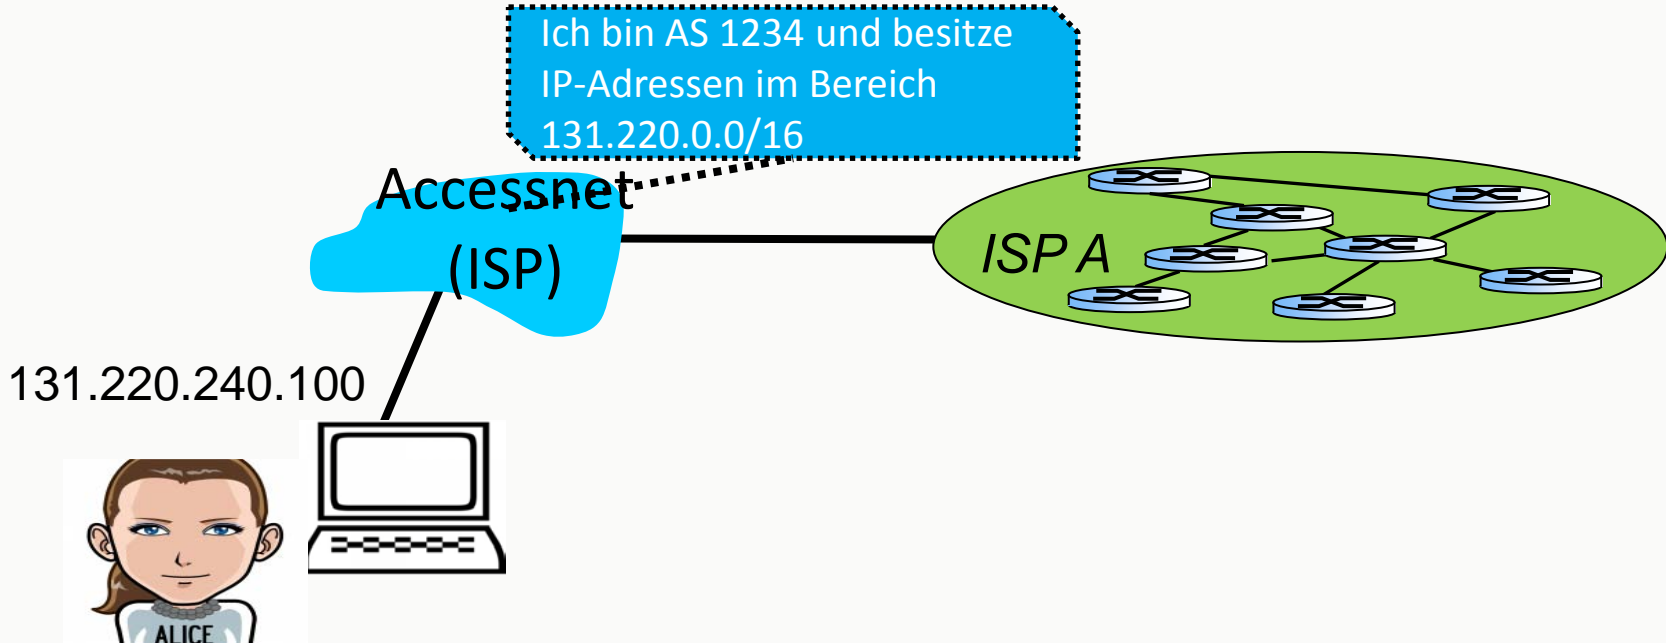 Ich bin AS 1234 und besitze
IP-Adressen im Bereich
131.220.0.0/16
Accessnet
(ISP)
ISP A
131.220.240.100
ALICE